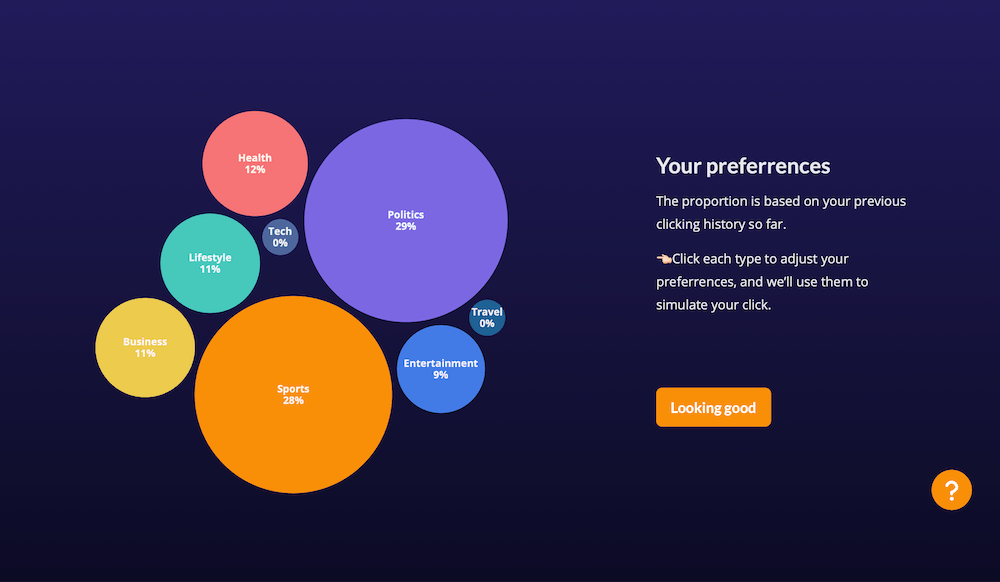 Health
12%
Politics
29%
Tech
0%
Lifestyle
11%
Travel
0%
Business
11%
Entertainment
9%
Sports
28%
Your preferrences
The proportion is based on your previous
clicking history so far.
👈🏻Click each type to adjust your
preferrences, and we’ll use them to
simulate your click.
Looking good
?